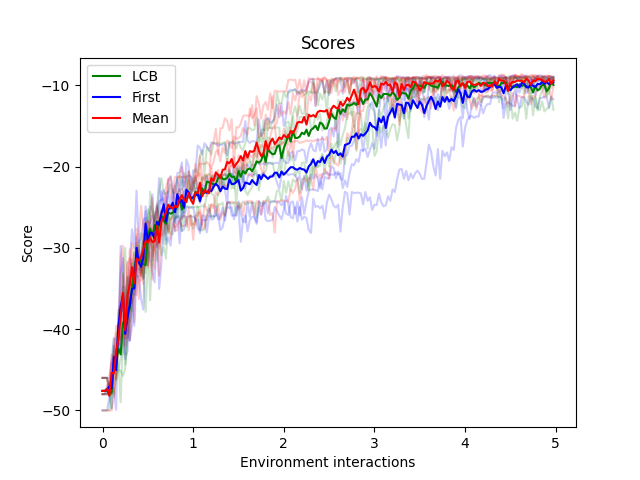 Scores
LCB
First
Mean
Score
−10
−20
−30
−40
−50
0 1 2 3 4 5
Environment interactions